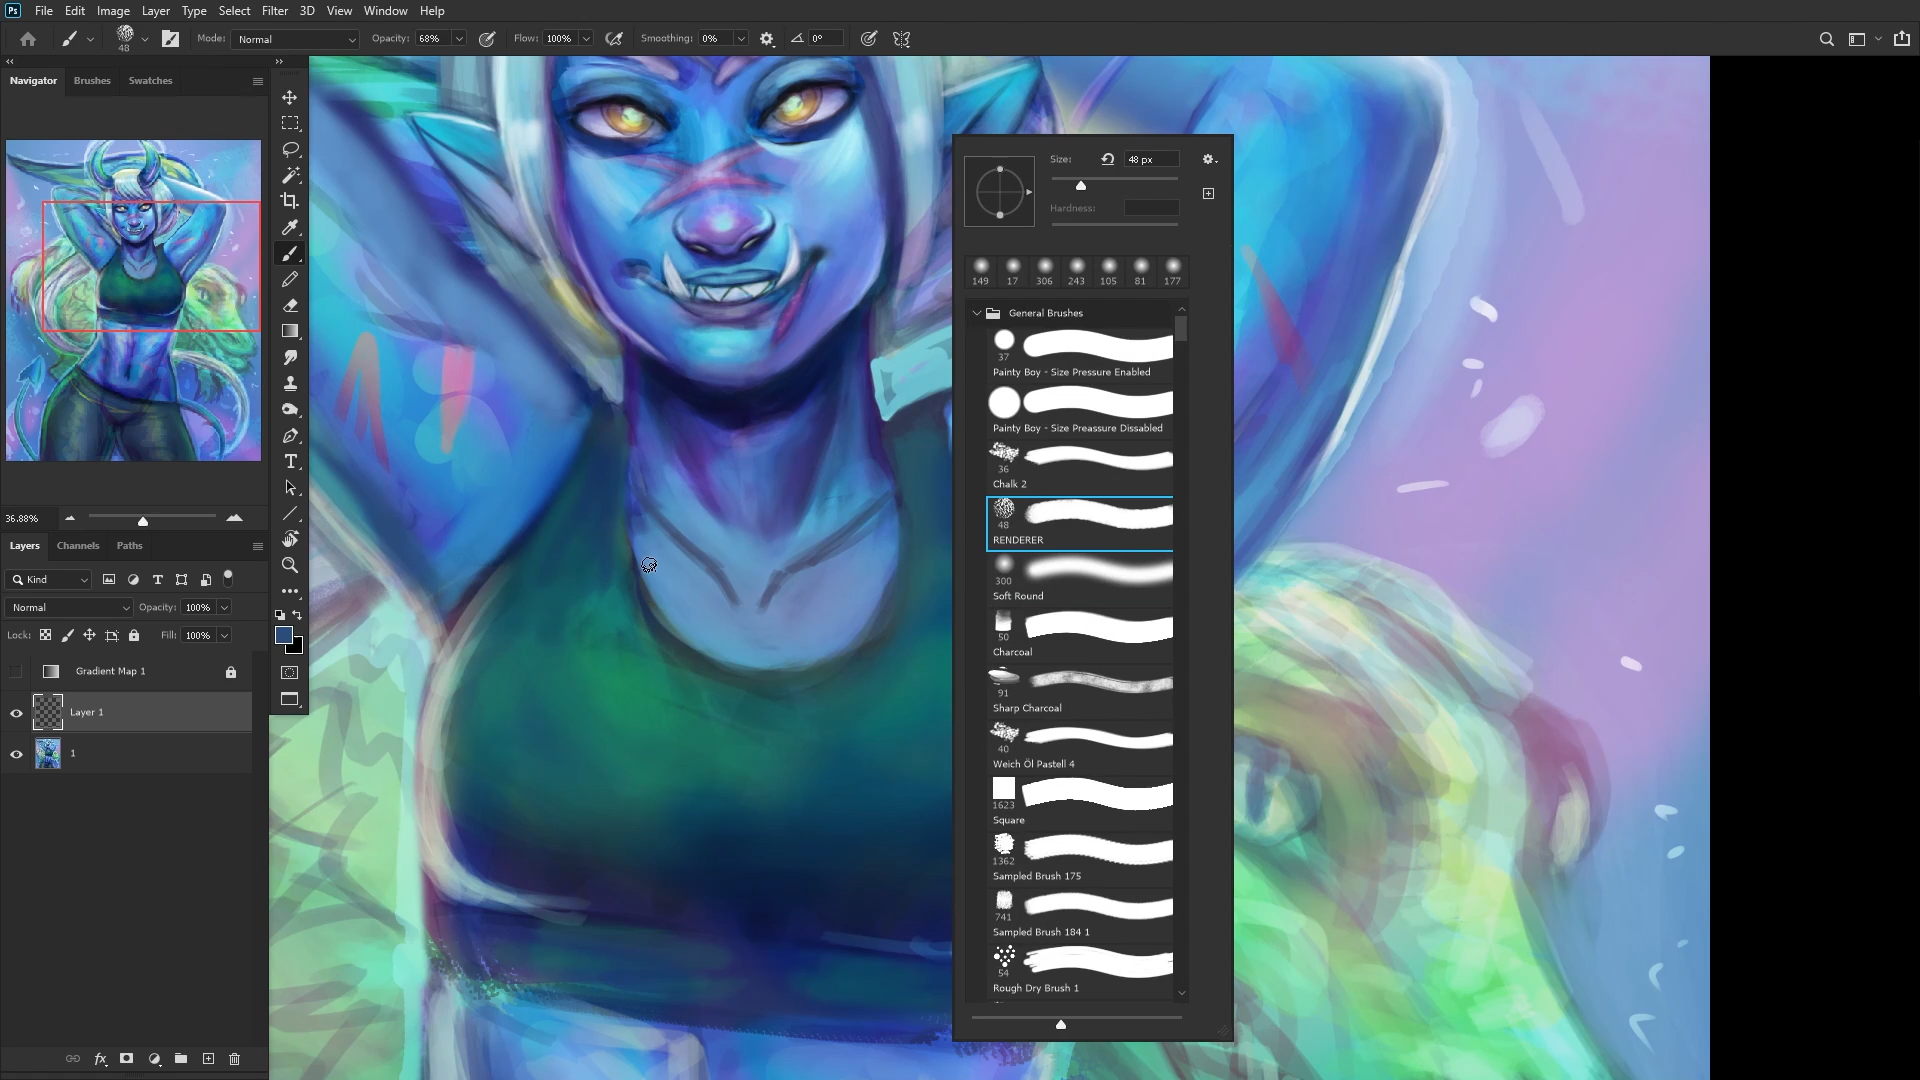 Ps File Edit Image Layer Type Select Filter 3D View Window Help
48 Mode: Normal Opacity: 68% Flow: 100% Smoothing: 0% 0°
Navigator Brushes Swatches
36.88%
Layers Channels Paths
Kind
Normal Opacity: 100%
Lock: Fill: 100%
Gradient Map 1
Layer 1
1
Size: 48 px
Hardness:
149 17 306 243 105 81 177
General Brushes
37
Painty Boy - Size Pressure Enabled
Painty Boy - Size Preassure Dissabled
36
Chalk 2
48
RENDERER
300
Soft Round
50
Charcoal
91
Sharp Charcoal
40
Weich Öl Pastell 4
1623
Square
1362
Sampled Brush 175
741
Sampled Brush 184 1
54
Rough Dry Brush 1